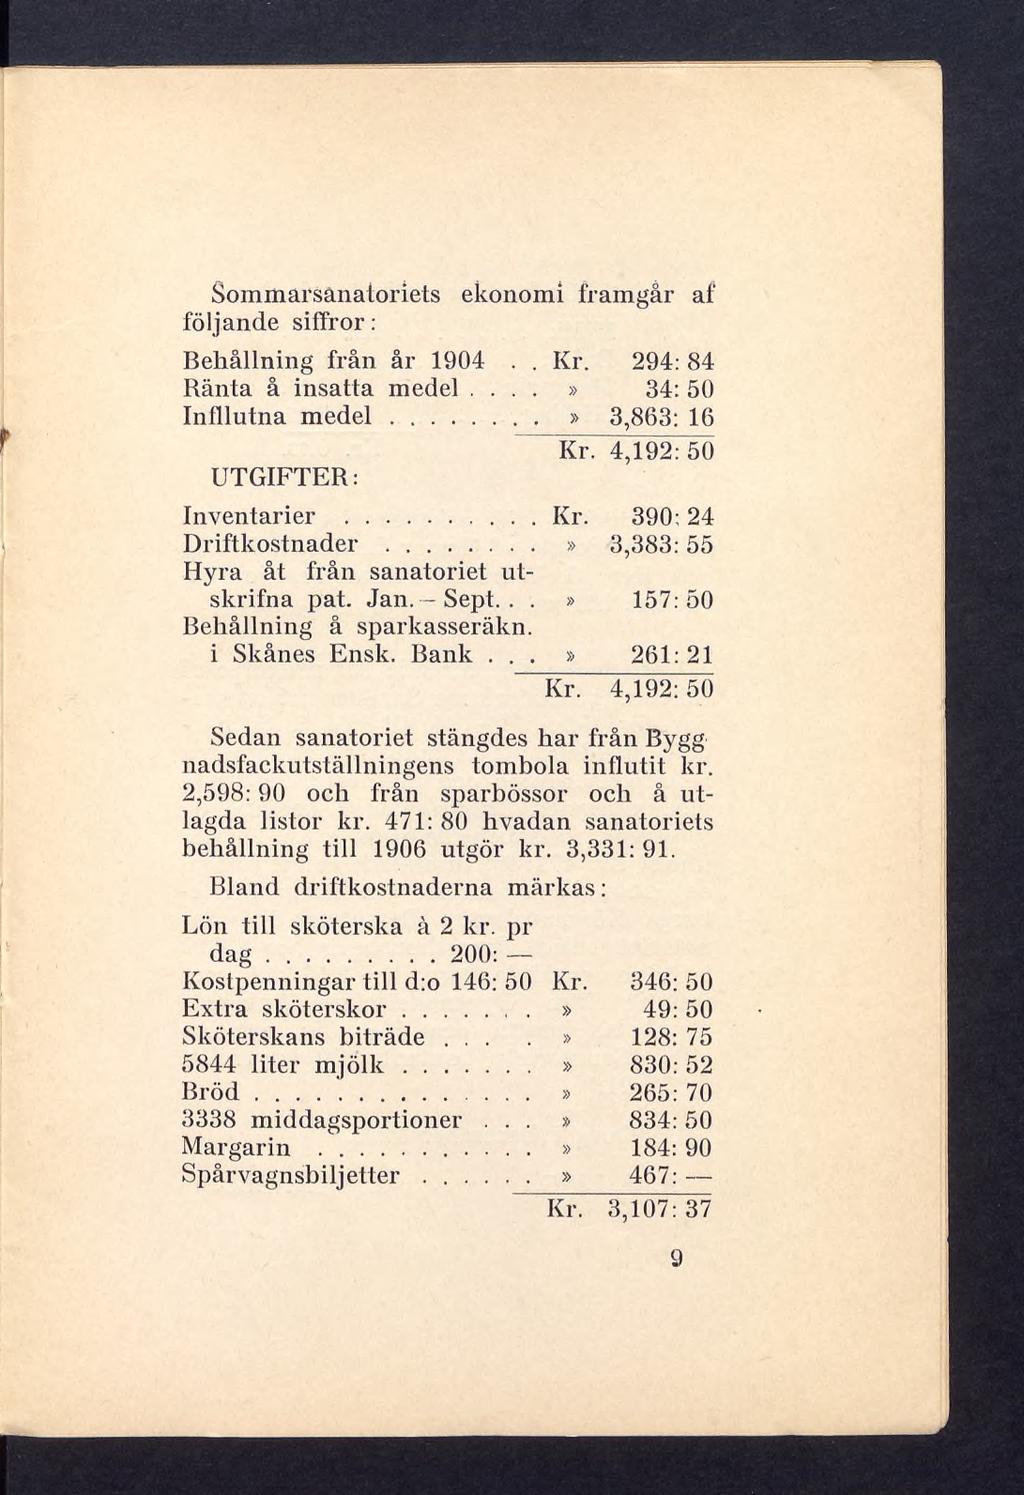 Sommarsanatoriets ekonomi framgår af
följande siffror:
Behållning från år 1904 . . Kr. 294: 84
Ränta å insatta medel . . . . » 34: 50
Infllutna medel . . . . . . . . » 3,863: 16
Kr. 4,192: 50
UTGIFTER:
Inventarier . . . . . . . . . . Kr. 390: 24
Driftkostnader . . . . . . . . » 3,383: 55
Hyra åt från sanatoriet ut-
skrifna pat. Jan. – Sept. . . » 157: 50
Behållning å sparkasseräkn.
i Skånes Ensk. Bank . . . » 261: 21
Kr. 4,192: 50
Sedan sanatoriet stängdes har från Bygg
nadsfackutställningens tombola influtit kr.
2,598: 90 och från sparbössor och å ut-
lagda listor kr. 471: 80 hvadan sanatoriets
behållning till 1906 utgör kr. 3,331: 91.
Bland driftkostnaderna märkas:
Lön till sköterska à 2 kr. pr
dag . . . . . . . . . 200: —
Kostpenningar till d:o 146: 50 Kr. 346: 50
Extra sköterskor . . . . . . . » 49: 50
Sköterskans biträde . . . . » 128: 75
5844 liter mjölk . . . . . . . » 830: 52
Bröd . . . . . . . . . . . . . . » 265: 70
3338 middagsportioner . . . » 834: 50
Margarin . . . . . . . . . . . » 184: 90
Spårvagnsbiljetter . . . . . . » 467: —
Kr. 3,107: 37
9